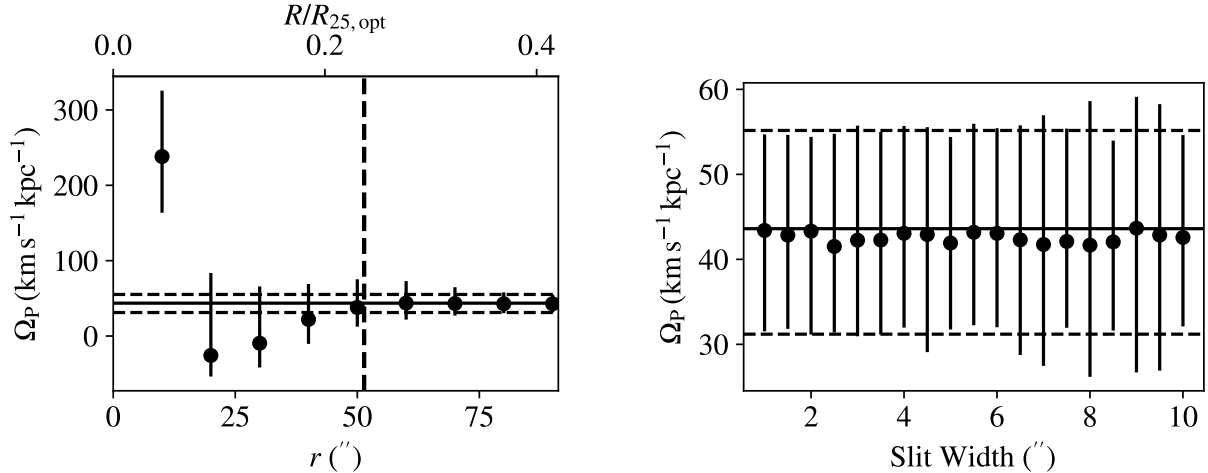 R/R25,opt
0.0 0.2 0.4
300
200
100
0
ΩP (km s−1 kpc−1)
0 25 50 75
r (′′)
60
50
40
30
ΩP (km s−1 kpc−1)
2 4 6 8 10
Slit Width (′′)